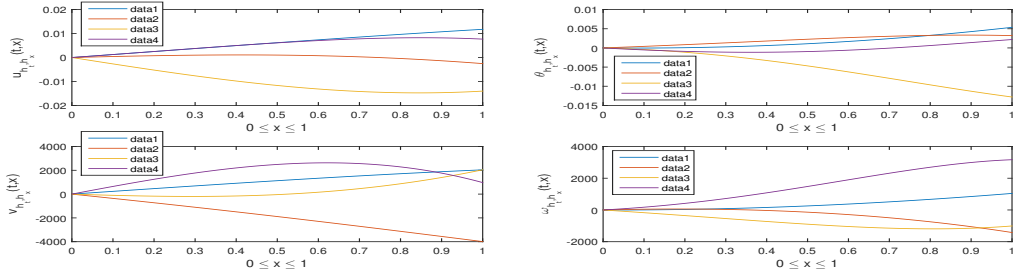 0.02
0.01
0
-0.01
-0.02
u_{h_t,h_x}(t,x)
data1
data2
data3
data4
0 0.1 0.2 0.3 0.4 0.5 0.6 0.7 0.8 0.9 1
0 ≤ x ≤ 1
0.01
0.005
0
-0.005
-0.01
-0.015
θ_{h_t,h_x}(t,x)
data1
data2
data3
data4
0 0.1 0.2 0.3 0.4 0.5 0.6 0.7 0.8 0.9 1
0 ≤ x ≤ 1
4000
2000
0
-2000
-4000
v_{h_t,h_x}(t,x)
data1
data2
data3
data4
0 0.1 0.2 0.3 0.4 0.5 0.6 0.7 0.8 0.9 1
0 ≤ x ≤ 1
4000
2000
0
-2000
ω_{h_t,h_x}(t,x)
data1
data2
data3
data4
0 0.1 0.2 0.3 0.4 0.5 0.6 0.7 0.8 0.9 1
0 ≤ x ≤ 1